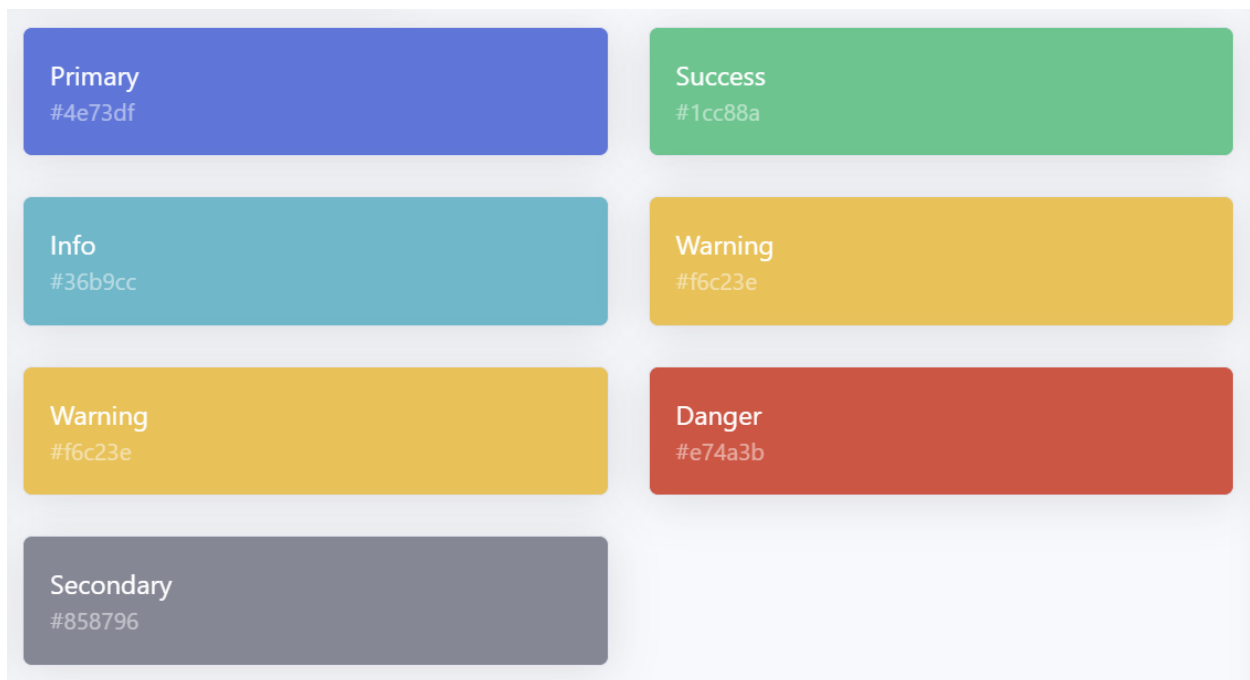 Primary
#4e73df
Success
#1cc88a
Info
#36b9cc
Warning
#f6c23e
Warning
#f6c23e
Danger
#e74a3b
Secondary
#858796